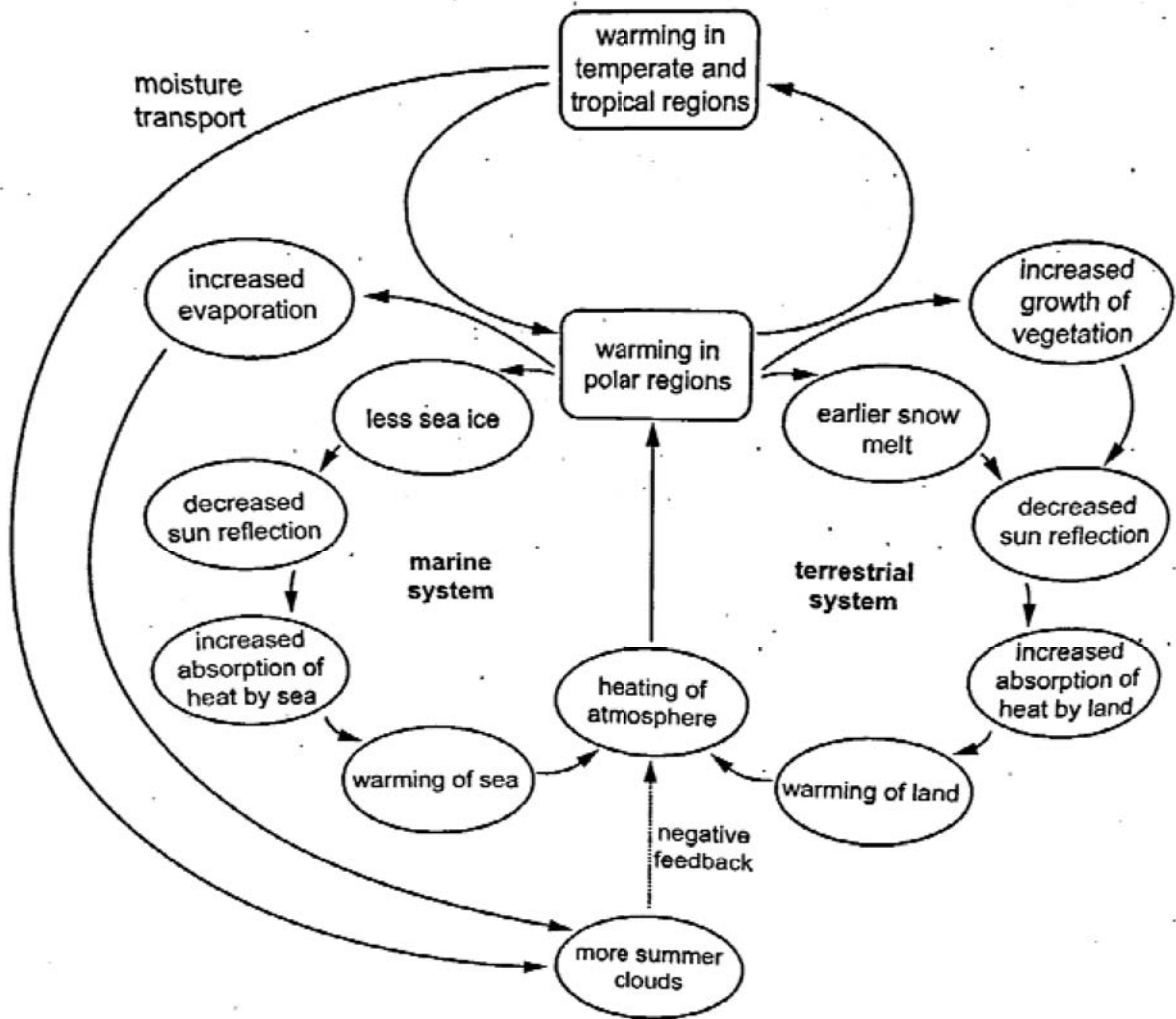 warming in
temperate and
tropical regions
moisture
transport
increased
evaporation
increased
growth of
vegetation
warming in
polar regions
less sea ice
earlier snow
melt
decreased
sun reflection
decreased
sun reflection
marine
system
terrestrial
system
increased
absorption of
heat by sea
heating of
atmosphere
increased
absorption of
heat by land
warming of sea
warming of land
negative
feedback
more summer
clouds